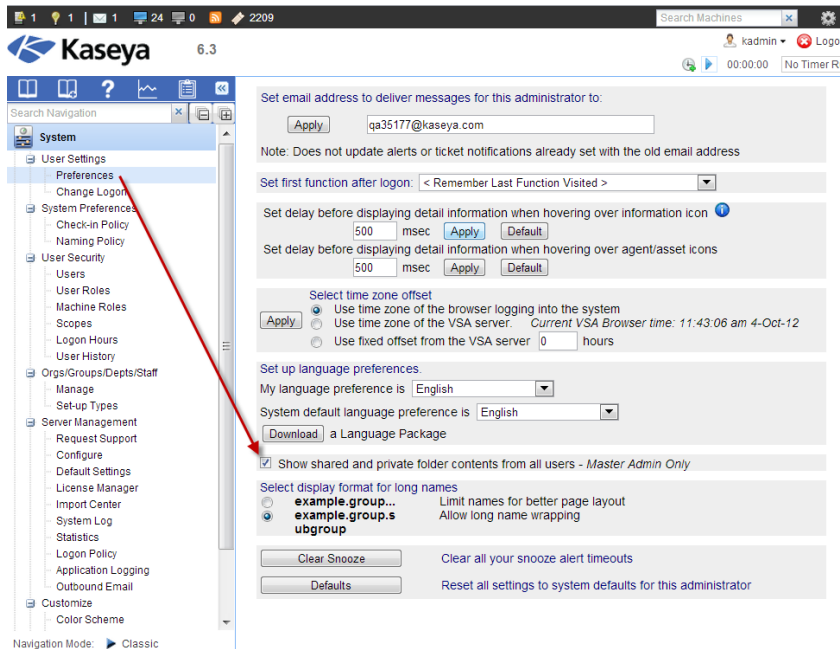 1 1 1 24 0 2209
Search Machines
Kaseya 6.3
kadmin Logo
00:00:00 No Timer R
Search Navigation
System
User Settings
Preferences
Change Logon
System Preferences
Check-in Policy
Naming Policy
User Security
Users
User Roles
Machine Roles
Scopes
Logon Hours
User History
Orgs/Groups/Depts/Staff
Manage
Set-up Types
Server Management
Request Support
Configure
Default Settings
License Manager
Import Center
System Log
Statistics
Logon Policy
Application Logging
Outbound Email
Customize
Color Scheme
Navigation Mode: Classic
Set email address to deliver messages for this administrator to:
Apply qa35177@kaseya.com
Note: Does not update alerts or ticket notifications already set with the old email address
Set first function after logon: < Remember Last Function Visited >
Set delay before displaying detail information when hovering over information icon
500 msec Apply Default
Set delay before displaying detail information when hovering over agent/asset icons
500 msec Apply Default
Select time zone offset
Use time zone of the browser logging into the system
Apply Use time zone of the VSA server. Current VSA Browser time: 11:43:06 am 4-Oct-12
Use fixed offset from the VSA server 0 hours
Set up language preferences.
My language preference is English
System default language preference is English
Download a Language Package
Show shared and private folder contents from all users - Master Admin Only
Select display format for long names
example.group... Limit names for better page layout
example.group.s Allow long name wrapping
ubgroup
Clear Snooze Clear all your snooze alert timeouts
Defaults Reset all settings to system defaults for this administrator